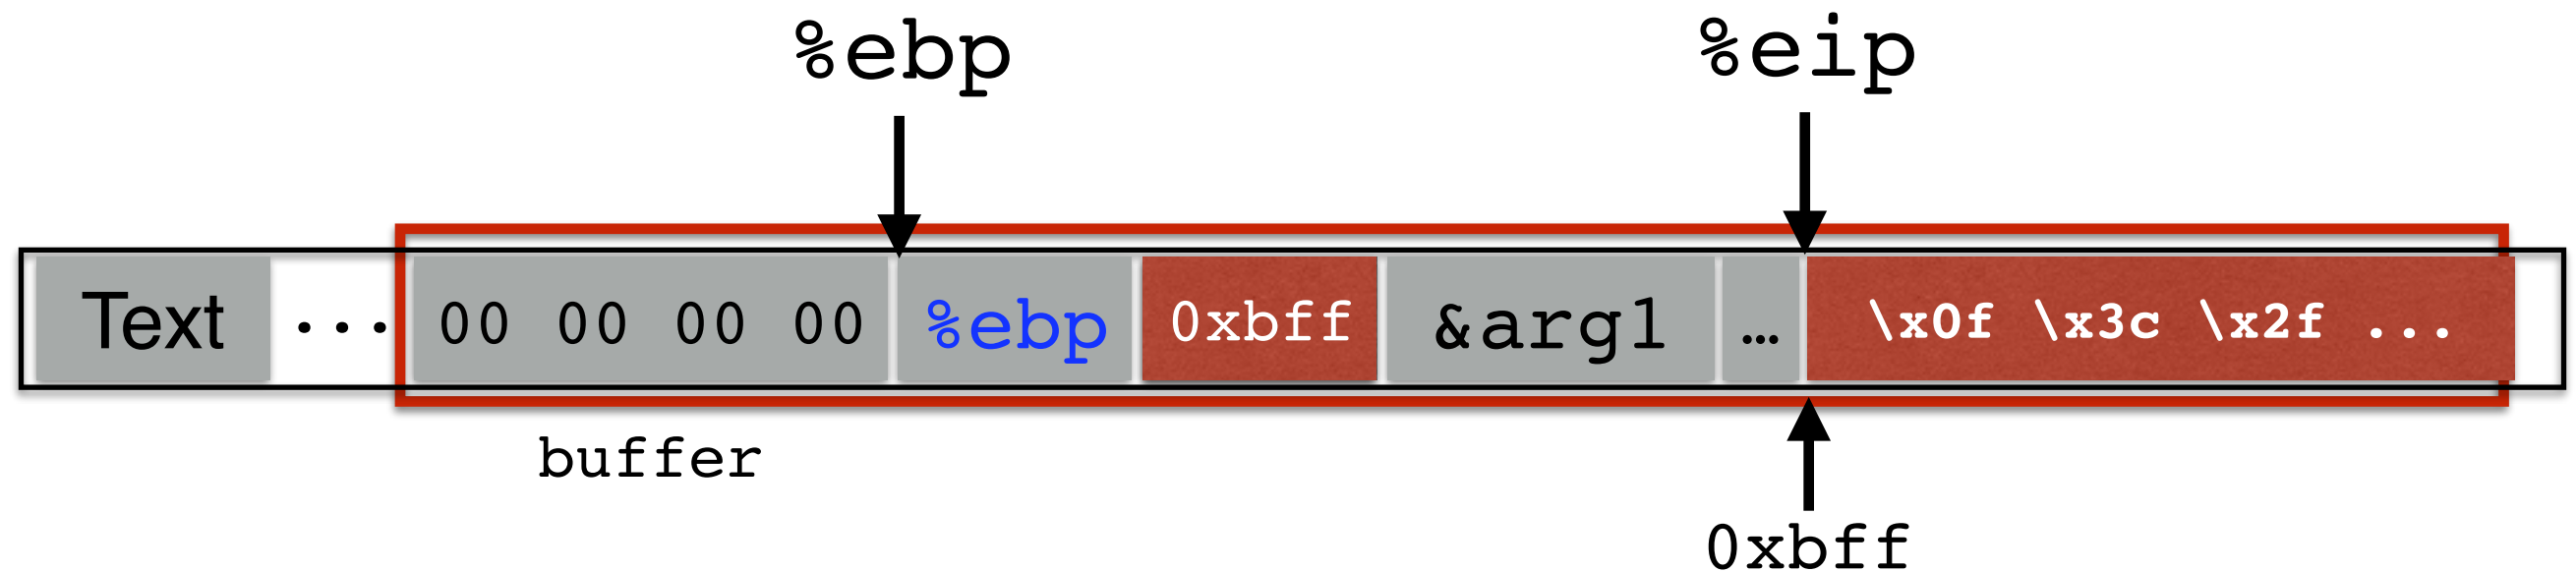 %ebp %eip
Text ... 00 00 00 00 %ebp 0xbff &arg1 ... \x0f \x3c \x2f ...
buffer
0xbff